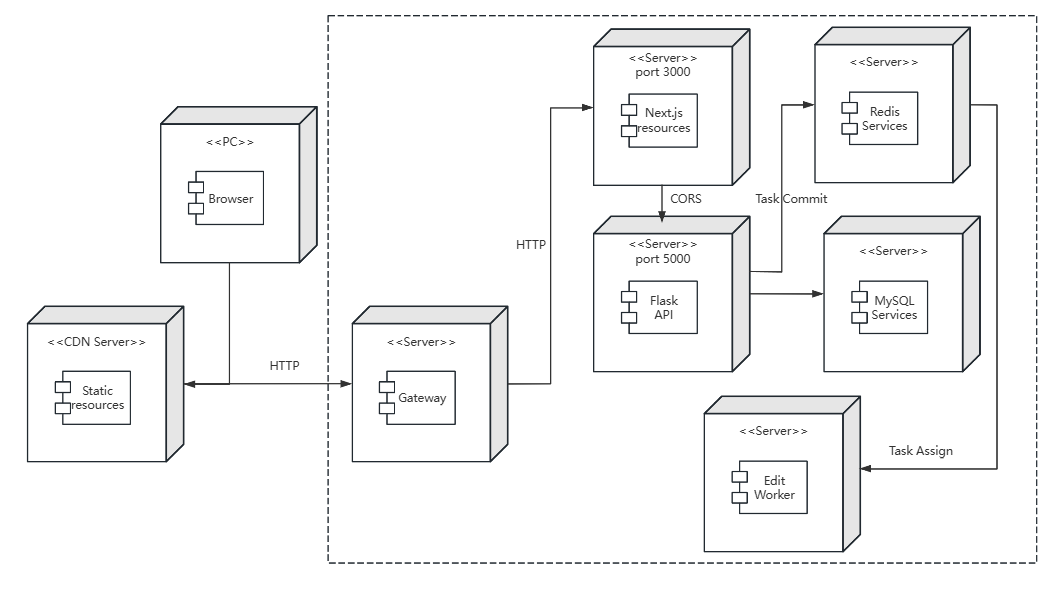 <<PC>>
Browser
<<CDN Server>>
Static
resources
HTTP
<<Server>>
Gateway
HTTP
<<Server>>
port 3000
Next.js
resources
CORS
<<Server>>
port 5000
Flask
API
Task Commit
<<Server>>
Redis
Services
<<Server>>
MySQL
Services
<<Server>>
Edit
Worker
Task Assign